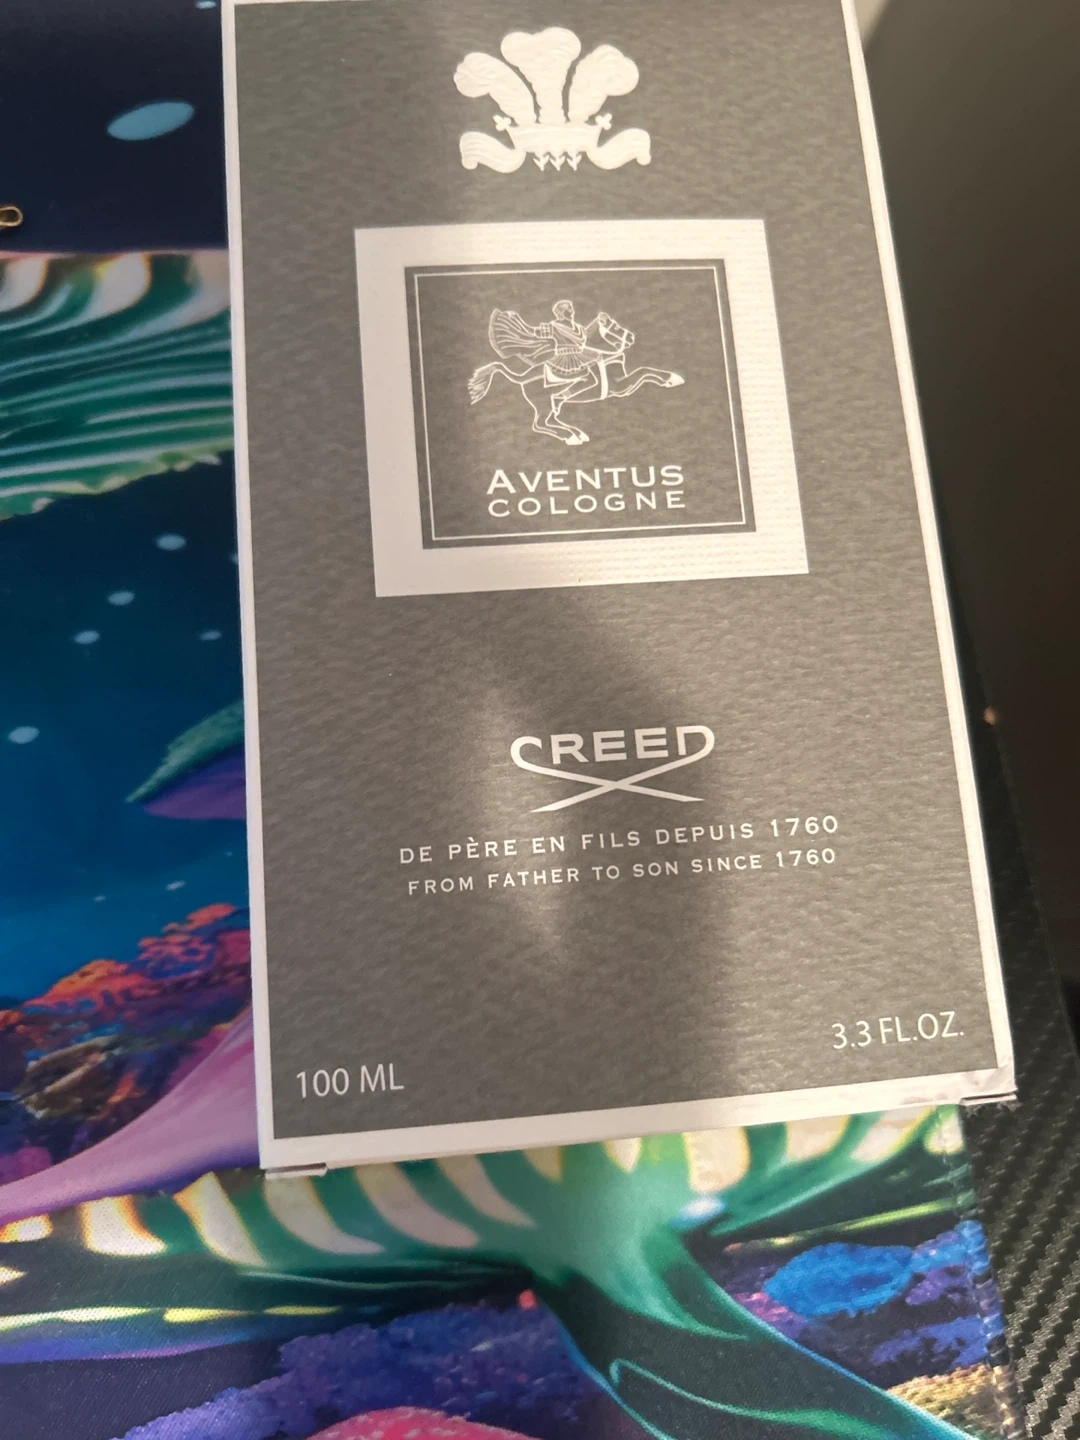 AVENTUS
COLOGNE
CREED
DE PÈRE EN FILS DEPUIS 1760
FROM FATHER TO SON SINCE 1760
100 ML
3.3 FL.OZ.